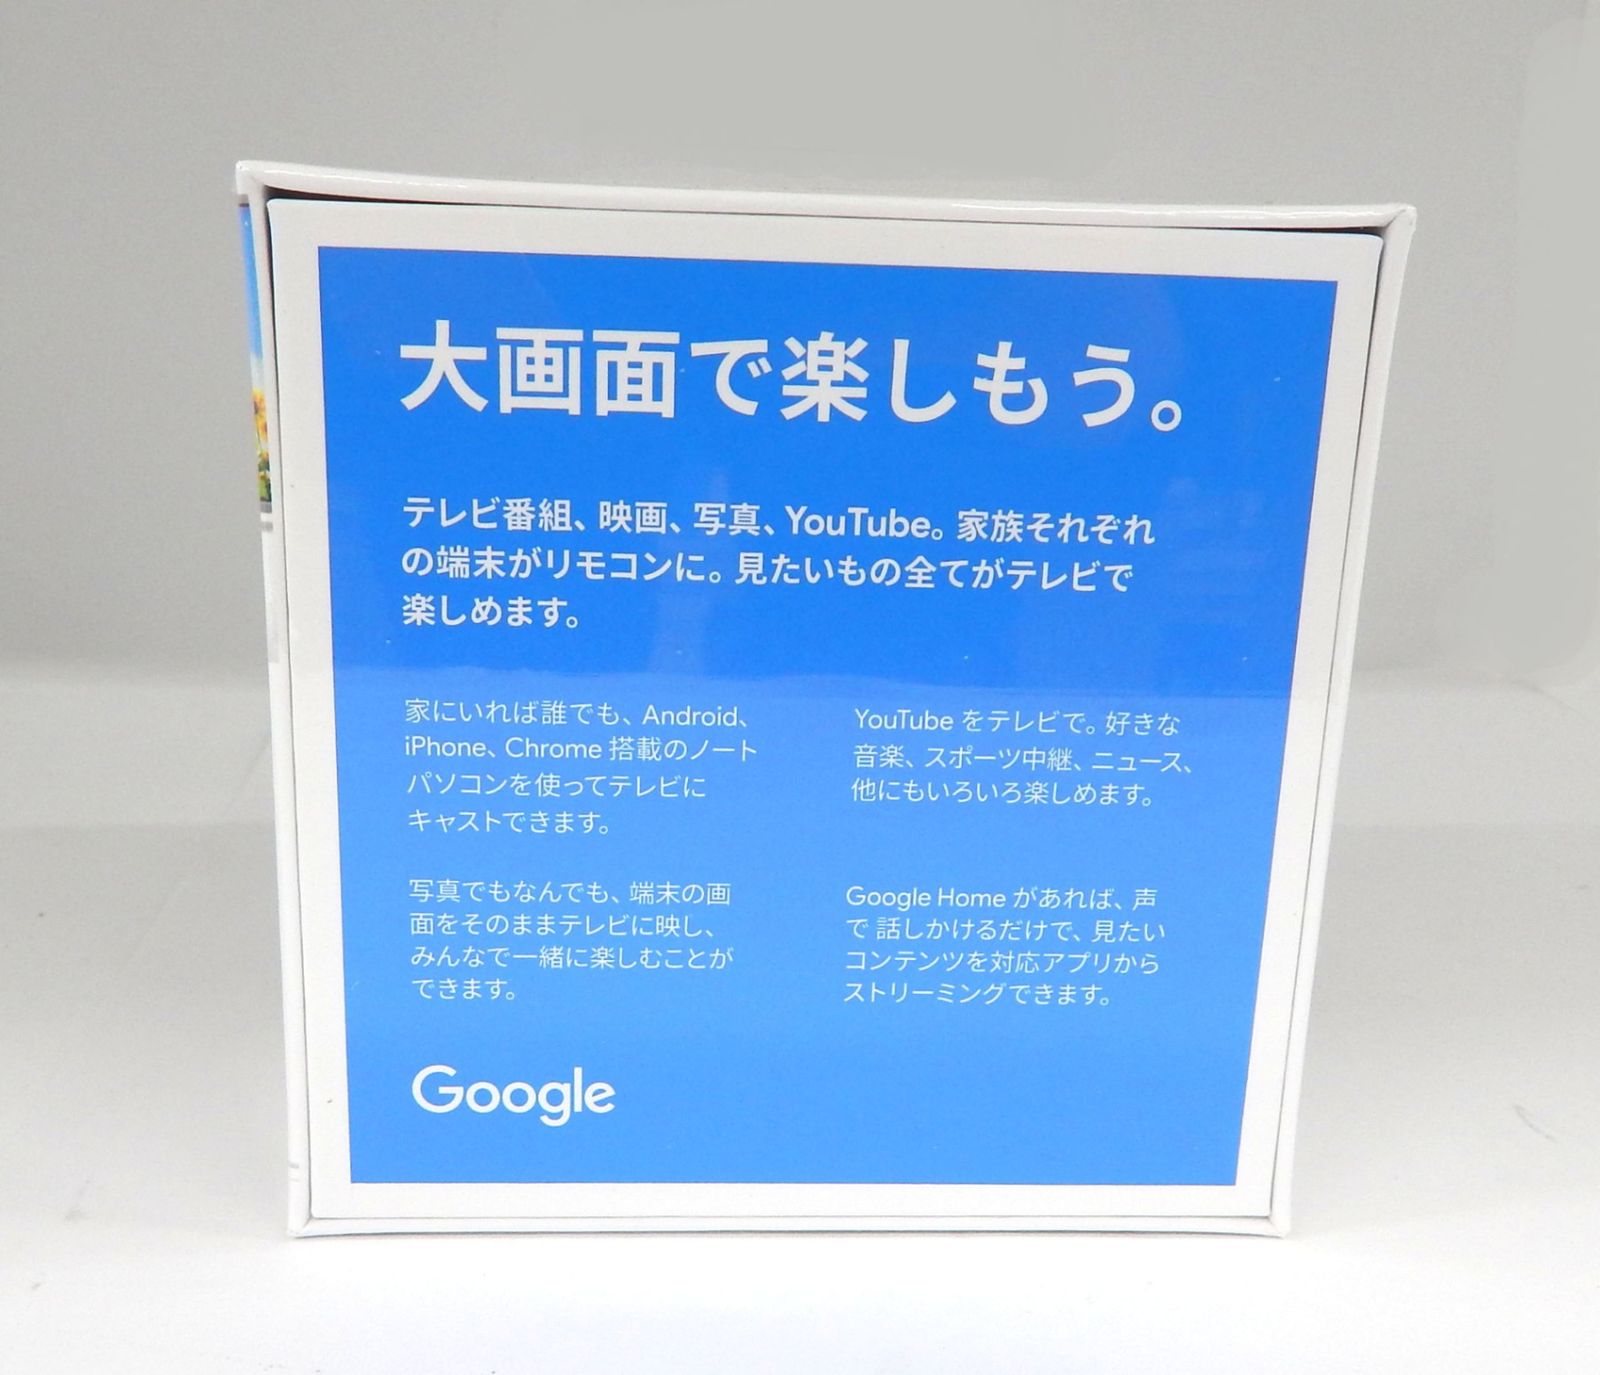 大画面で楽しもう。
テレビ番組、映画、写真、YouTube。家族それぞれ
の端末がリモコンに。見たいもの全てがテレビで
楽しめます。
家にいれば誰でも、Android、
iPhone、Chrome 搭載のノート
パソコンを使ってテレビに
キャストできます。
YouTube をテレビで。好きな
音楽、スポーツ中継、ニュース、
他にもいろいろ楽しめます。
写真でもなんでも、端末の画
面をそのままテレビに映し、
みんなで一緒に楽しむことが
できます。
Google Home があれば、声
で 話しかけるだけで、見たい
コンテンツを対応アプリから
ストリーミングできます。
Google